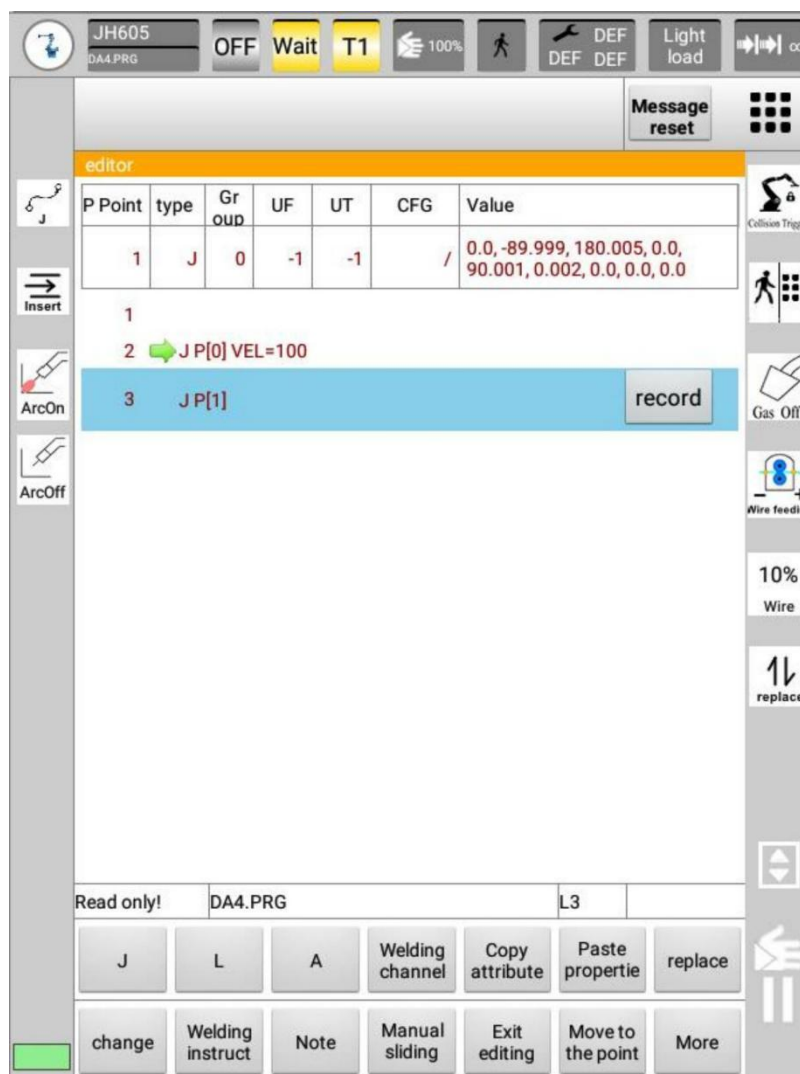 JH605
DA4.PRG
OFF
Wait
T1
100%
DEF
DEF DEF
Light
load
Message
reset
editor
J
Insert
ArcOn
ArcOff
P Point type Gr
oup UF UT CFG Value
1 J 0 -1 -1 / 0.0, -89.999, 180.005, 0.0,
90.001, 0.002, 0.0, 0.0, 0.0
1
2 J P[0] VEL=100
3 J P[1] record
Collision Trigg
Gas Off
Wire feedi
10%
Wire
replace
Read only! DA4.PRG L3
J L A Welding
channel Copy
attribute Paste
propertie replace
change Welding
instruct Note Manual
sliding Exit
editing Move to
the point More